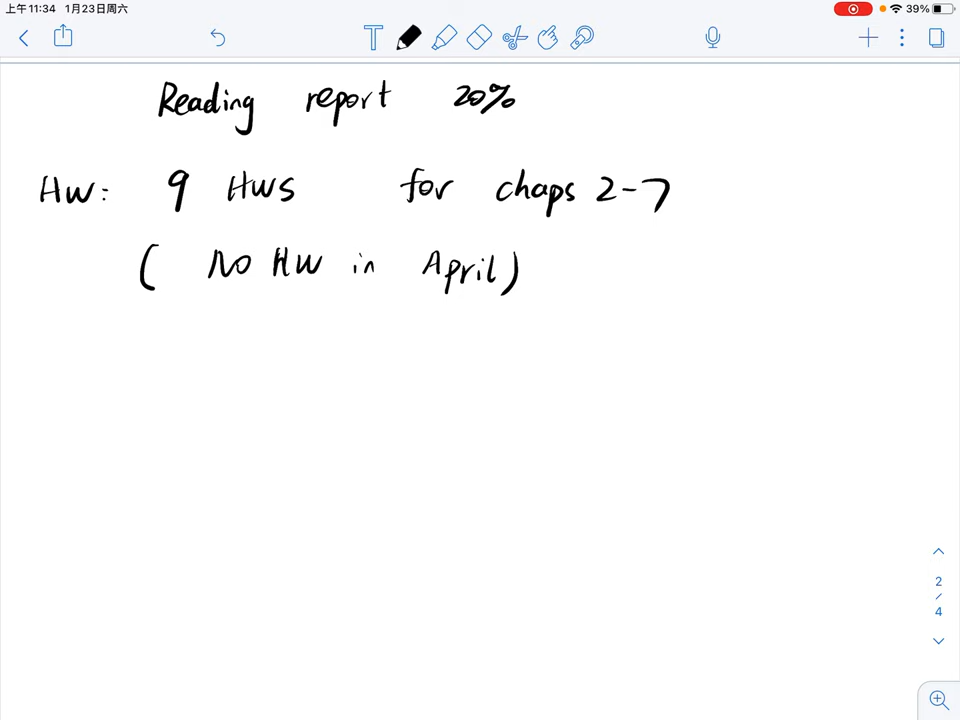 上午11:34 1月23日周六 39%
T
Reading report 20%
HW: 9 HWs for chaps 2-7
( No HW in April )
2
/
4